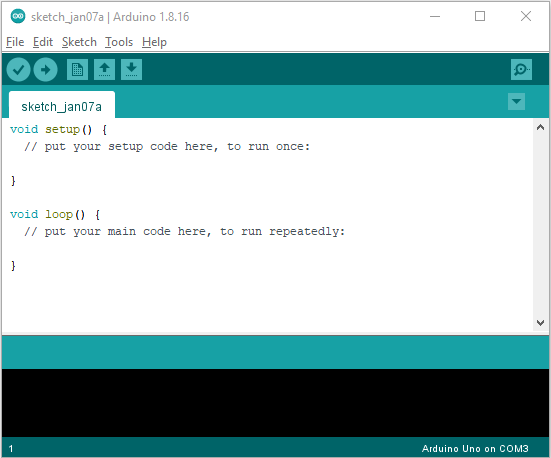 sketch_jan07a | Arduino 1.8.16
File Edit Sketch Tools Help
sketch_jan07a
void setup() {
  // put your setup code here, to run once:
}
void loop() {
  // put your main code here, to run repeatedly:
}
1 Arduino Uno on COM3